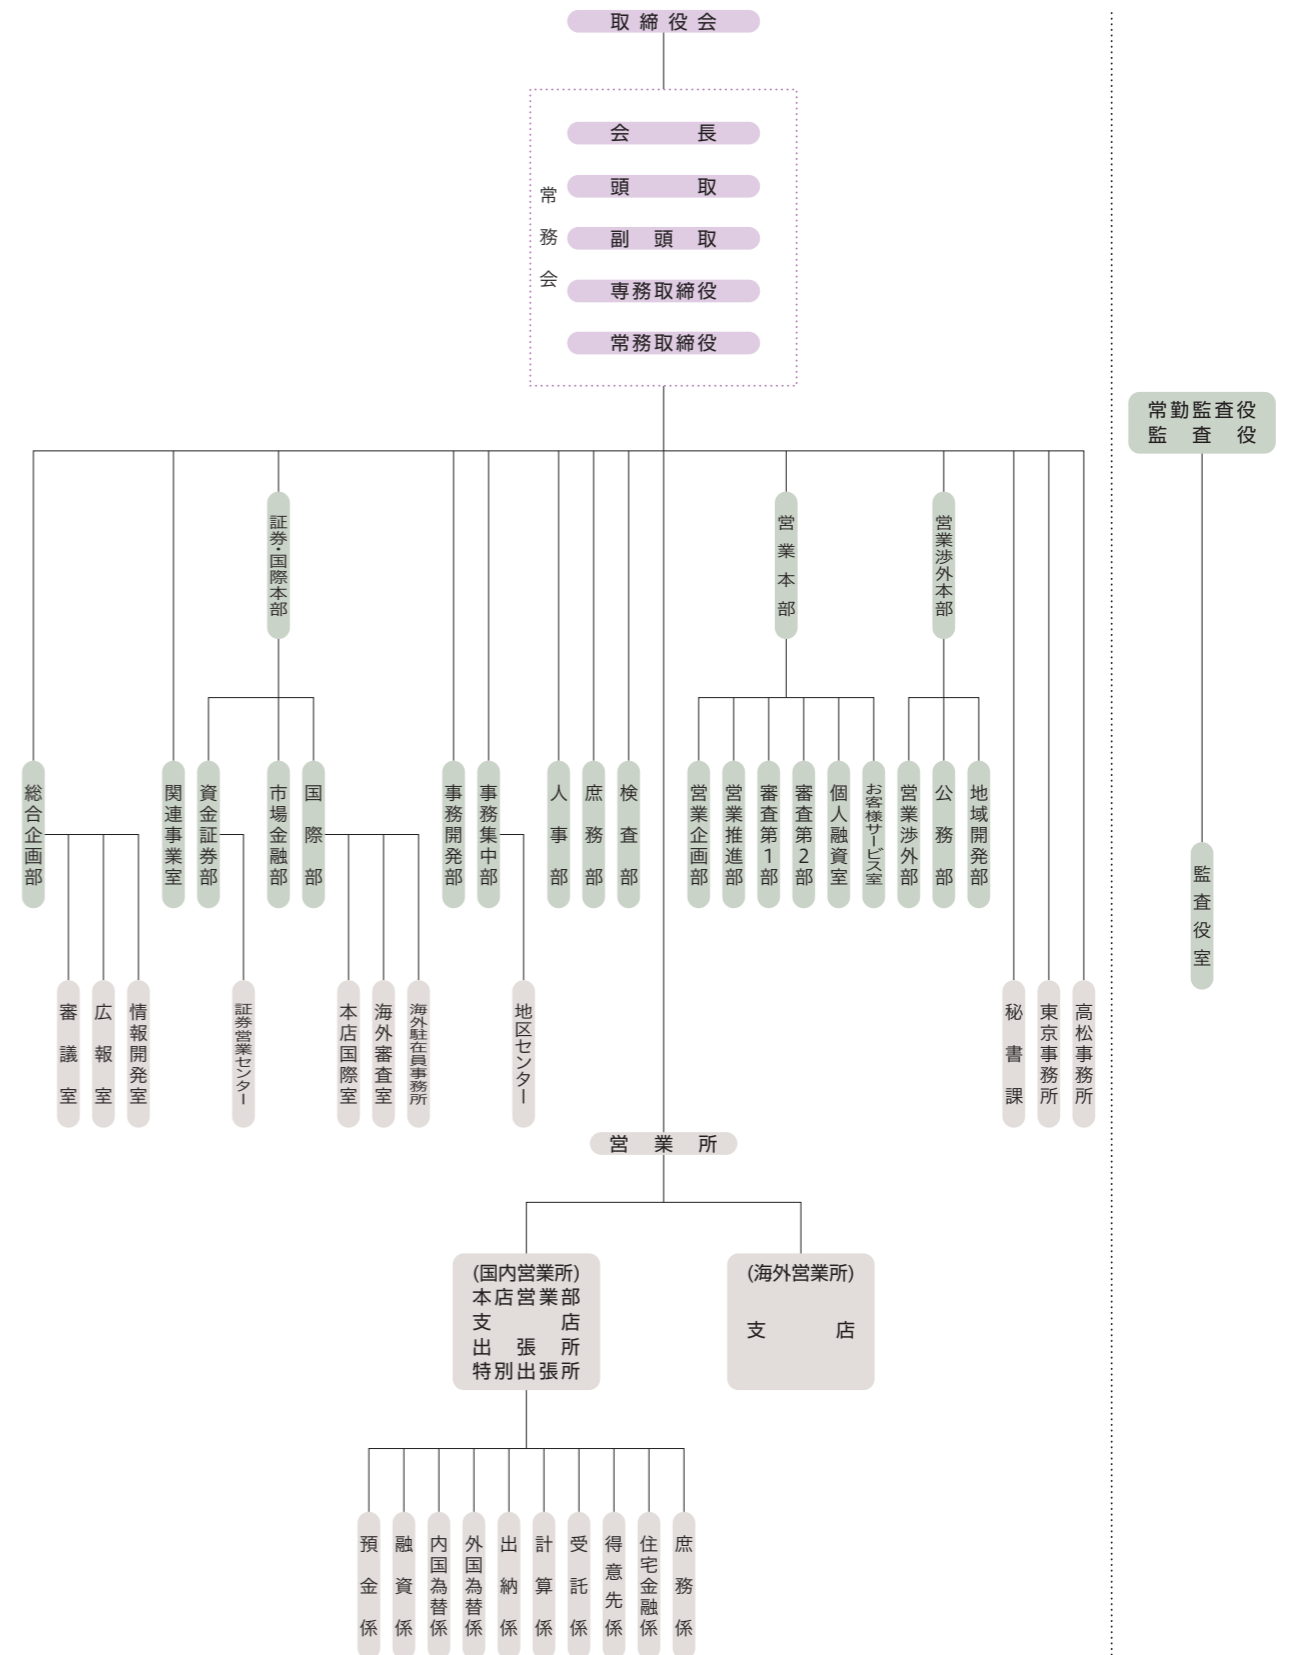 取締役会
会長
頭取
副頭取
専務取締役
常務取締役
常務会
常勤監査役
監査役
証券・国際本部
営業本部
営業渉外本部
総合企画部
関連事業室
資金証券部
市場金融部
国際部
事務開発部
事務集中部
人事部
庶務部
検査部
営業企画部
営業推進部
審査第1部
審査第2部
個人融資室
お客様サービス室
営業渉外部
公務部
地域開発部
監査役室
審議室
広報室
情報開発室
証券営業センター
本店国際室
海外審査室
海外駐在員事務所
地区センター
秘書課
東京事務所
高松事務所
営業所
(国内営業所)
本店営業部
支店
出張所
特別出張所
(海外営業所)
支店
預金係
融資係
内国為替係
外国為替係
出納係
計算係
受託係
得意先係
住宅金融係
庶務係